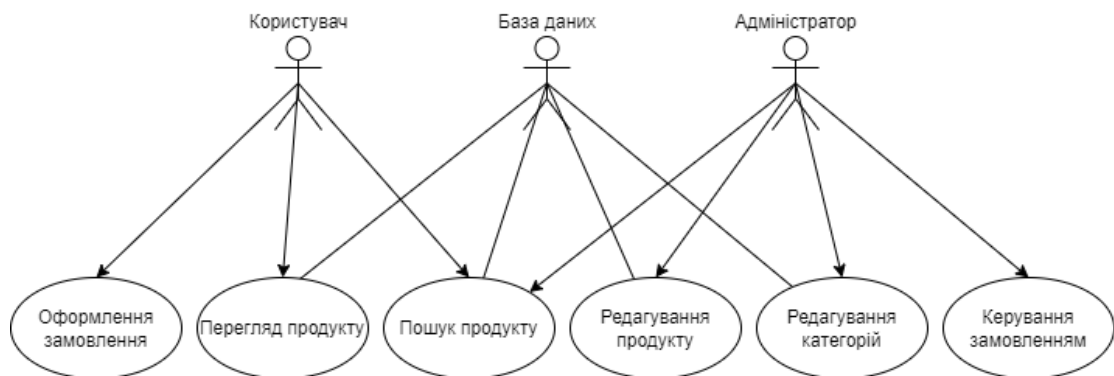 Користувач
База даних
Адміністратор
Оформлення
замовлення
Перегляд продукту
Пошук продукту
Редагування
продукту
Редагування
категорій
Керування
замовленням